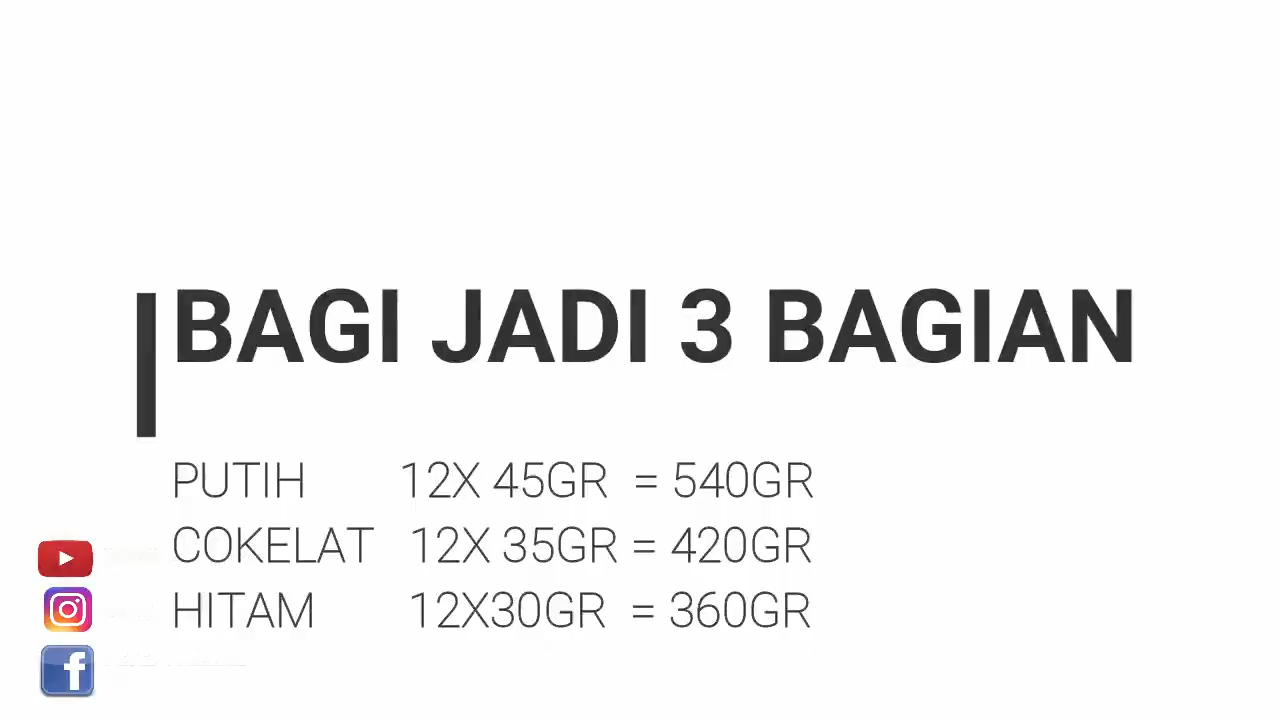 BAGI JADI 3 BAGIAN
PUTIH 12X 45GR = 540GR
COKELAT 12X 35GR = 420GR
HITAM 12X30GR = 360GR